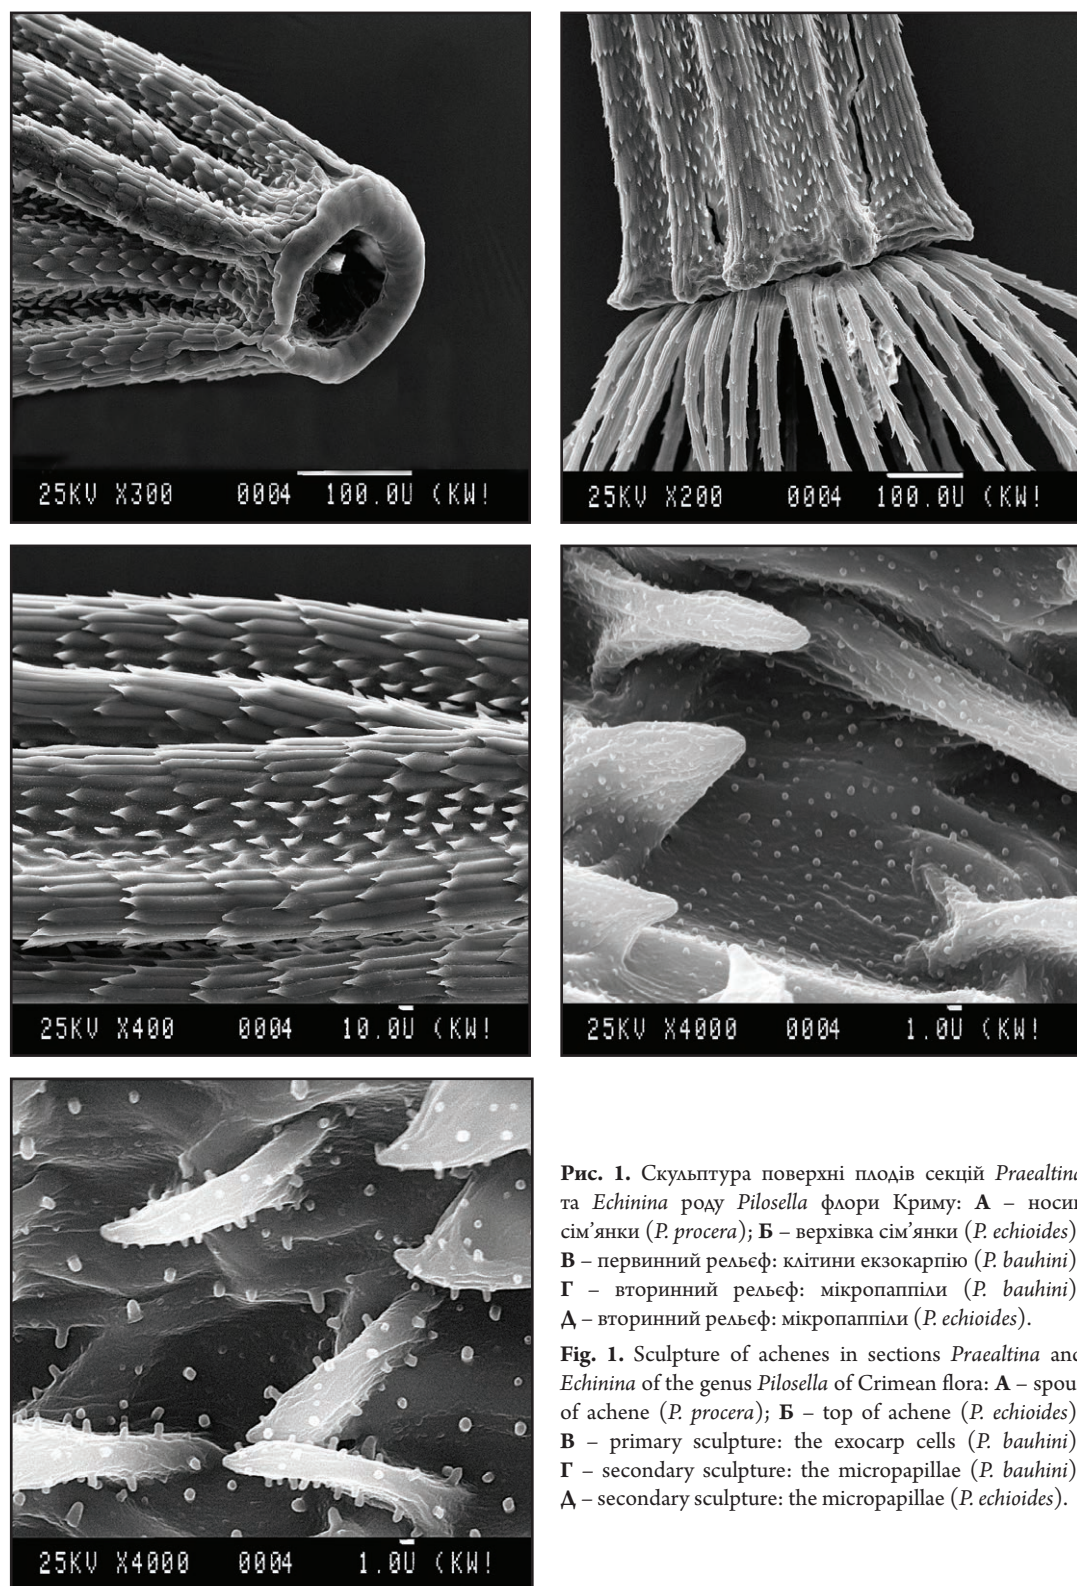 25KV X300 0004 100.0U (KW!
25KV X200 0004 100.0U (KW!
25KV X400 0004 10.0U (KW!
25KV X4000 0004 1.0U (KW!
25KV X4000 0004 1.0U (KW!
Рис. 1. Скульптура поверхні плодів секцій Praealtina
та Echinina роду Pilosella флори Криму: А – носик
сім’янки (P. procera); Б – верхівка сім’янки (P. echioides)
В – первинний рельєф: клітини екзокарпію (P. bauhini)
Г – вторинний рельєф: мікропаппіли (P. bauhini)
Д – вторинний рельєф: мікропаппіли (P. echioides).
Fig. 1. Sculpture of achenes in sections Praealtina and
Echinina of the genus Pilosella of Crimean flora: А – spou
of achene (P. procera); Б – top of achene (P. echioides)
В – primary sculpture: the exocarp cells (P. bauhini)
Г – secondary sculpture: the micropapillae (P. bauhini)
Д – secondary sculpture: the micropapillae (P. echioides).